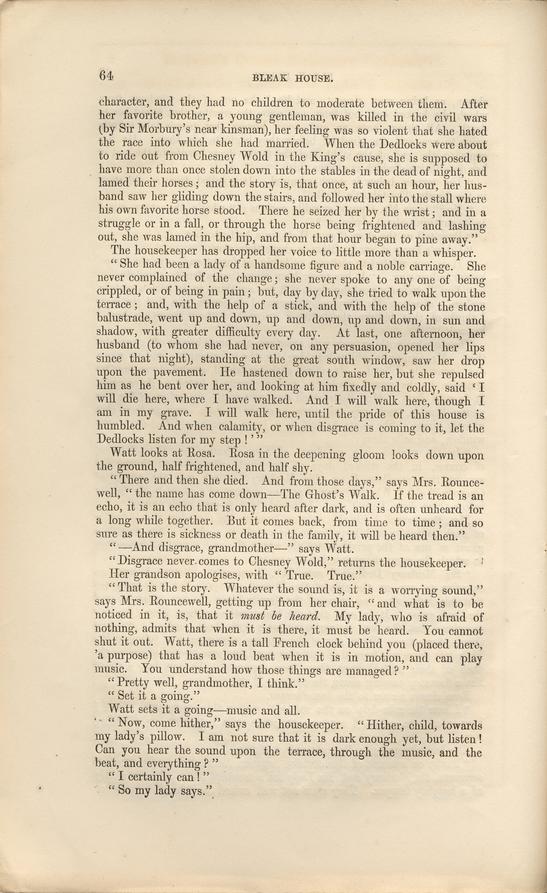 64
BLEAK HOUSE.
character, and they had no children to moderate between them. After
her favorite brother, a young gentleman, was killed in the civil wars
(by Sir Morbury's near kinsman), her feeling was so violent that she hated
the race into which she had married. When the Dedlocks were about
to ride out from Chesney Wold in the King's cause, she is supposed to
have more than once stolen down into the stables in the dead of night, and
lamed their horses; and the story is, that once, at such an hour, her hus-
band saw her gliding down the stairs, and followed her into the stall where
his own favorite horse stood. There he seized her by the wrist; and in a
struggle or in a fall, or through the horse being frightened and lashing
out, she was lamed in the hip, and from that hour began to pine away."
The housekeeper has dropped her voice to little more than a whisper.
"She had been a lady of a handsome figure and a noble carriage. She
never complained of the change; she never spoke to any one of being
crippled, or of being in pain; but, day by day, she tried to walk upon the
terrace; and, with the help of a stick, and with the help of the stone
balustrade, went up and down, up and down, up and down, in sun and
shadow, with greater difficulty every day. At last, one afternoon, her
husband (to whom she had never, on any persuasion, opened her lips
since that night), standing at the great south window, saw her drop
upon the pavement. He hastened down to raise her, but she repulsed
him as he bent over her, and looking at him fixedly and coldly, said 'I
will die here, where I have walked. And I will walk here, though I
am in my grave. I will walk here, until the pride of this house is
humbled. And when calamity, or when disgrace is coming to it, let the
Dedlocks listen for my step!'"
Watt looks at Rosa. Rosa in the deepening gloom looks down upon
the ground, half frightened, and half shy.
"There and then she died. And from those days," says Mrs. Rounce-
well, "the name has come down—The Ghost's Walk. If the tread is an
echo, it is an echo that is only heard after dark, and is often unheard for
a long while together. But it comes back, from time to time; and so
sure as there is sickness or death in the family, it will be heard then."
"—And disgrace, grandmother—" says Watt.
"Disgrace never comes to Chesney Wold," returns the housekeeper.
Her grandson apologises, with "True. True."
"That is the story. Whatever the sound is, it is a worrying sound,"
says Mrs. Rouncewell, getting up from her chair, "and what is to be
noticed in it, is, that it must be heard. My lady, who is afraid of
nothing, admits that when it is there, it must be heard. You cannot
shut it out. Watt, there is a tall French clock behind you (placed there,
'a purpose) that has a loud beat when it is in motion, and can play
music. You understand how those things are managed?"
"Pretty well, grandmother, I think."
"Set it a going."
Watt sets it a going—music and all.
"Now, come hither," says the housekeeper. "Hither, child, towards
my lady's pillow. I am not sure that it is dark enough yet, but listen!
Can you hear the sound upon the terrace, through the music, and the
beat, and everything?"
"I certainly can!"
"So my lady says."